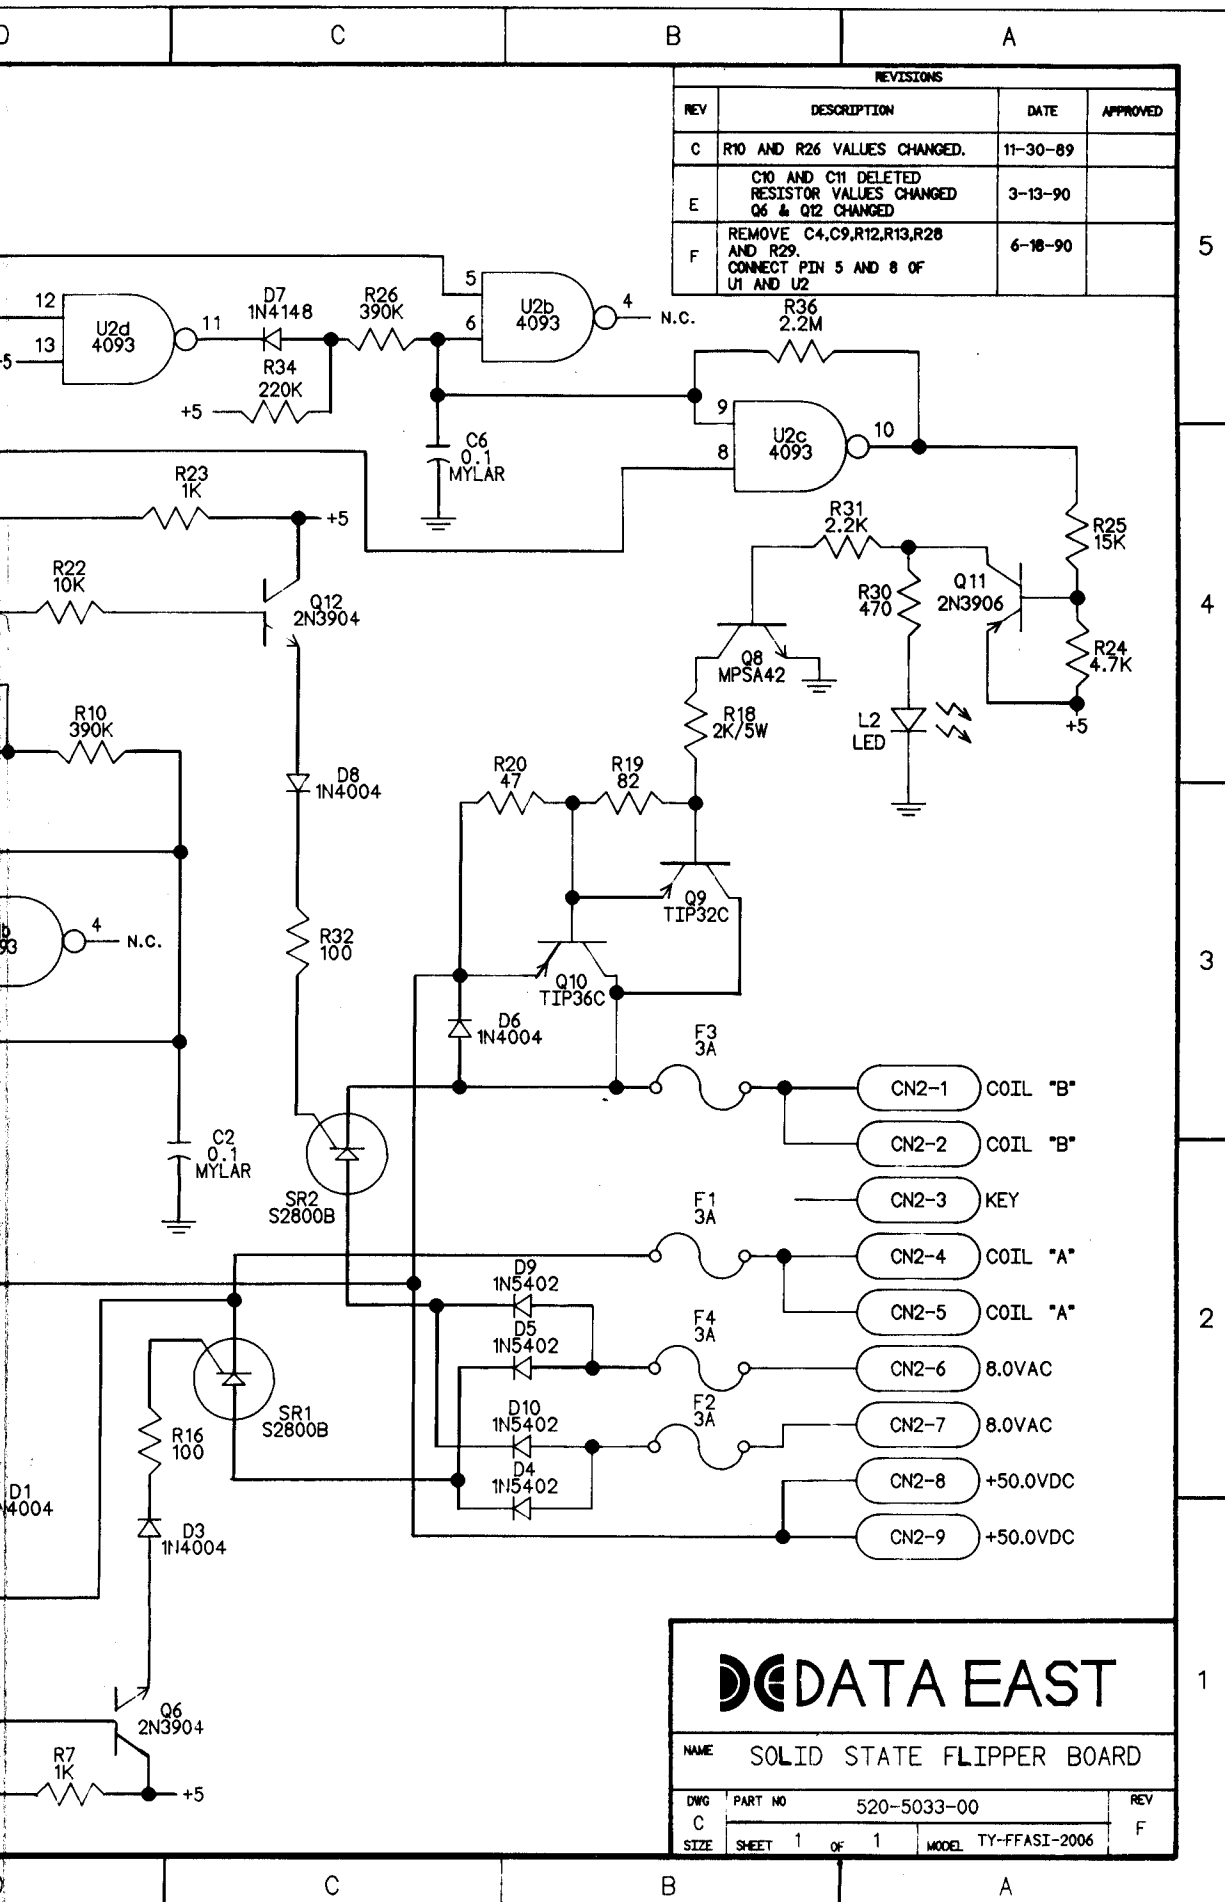 D C B A
REVISIONS
REV DESCRIPTION DATE APPROVED
C R10 AND R26 VALUES CHANGED. 11-30-89
E C10 AND C11 DELETED
RESISTOR VALUES CHANGED
Q6 & Q12 CHANGED 3-13-90
F REMOVE C4,C9,R12,R13,R28
AND R29.
CONNECT PIN 5 AND 8 OF
U1 AND U2 6-18-90
5
12
13
+5
U2d
4093
11
D7
1N4148
R26
390K
R34
220K
+5
5
6
U2b
4093
4
N.C.
R36
2.2M
9
8
U2c
4093
10
C6
0.1
MYLAR
R23
1K
+5
R22
10K
Q12
2N3904
R31
2.2K
R30
470
Q11
2N3906
R25
15K
R24
4.7K
+5
4
Q8
MPSA42
R18
2K/5W
L2
LED
R10
390K
D8
1N4004
R20
47
R19
82
Q9
TIP32C
4
N.C.
R32
100
Q10
TIP36C
3
D6
1N4004
F3
3A
CN2-1 COIL "B"
CN2-2 COIL "B"
CN2-3 KEY
C2
0.1
MYLAR
SR2
S2800B
F1
3A
CN2-4 COIL "A"
CN2-5 COIL "A"
D9
1N5402
D5
1N5402
F4
3A
CN2-6 8.0VAC
2
D10
1N5402
D4
1N5402
F2
3A
CN2-7 8.0VAC
CN2-8 +50.0VDC
CN2-9 +50.0VDC
SR1
S2800B
R16
100
D1
4004
D3
1N4004
Q6
2N3904
R7
1K
+5
DATA EAST
1
NAME SOLID STATE FLIPPER BOARD
DWG C SIZE
PART NO 520-5033-00
REV F
SHEET 1 OF 1 MODEL TY-FFASI-2006
C B A